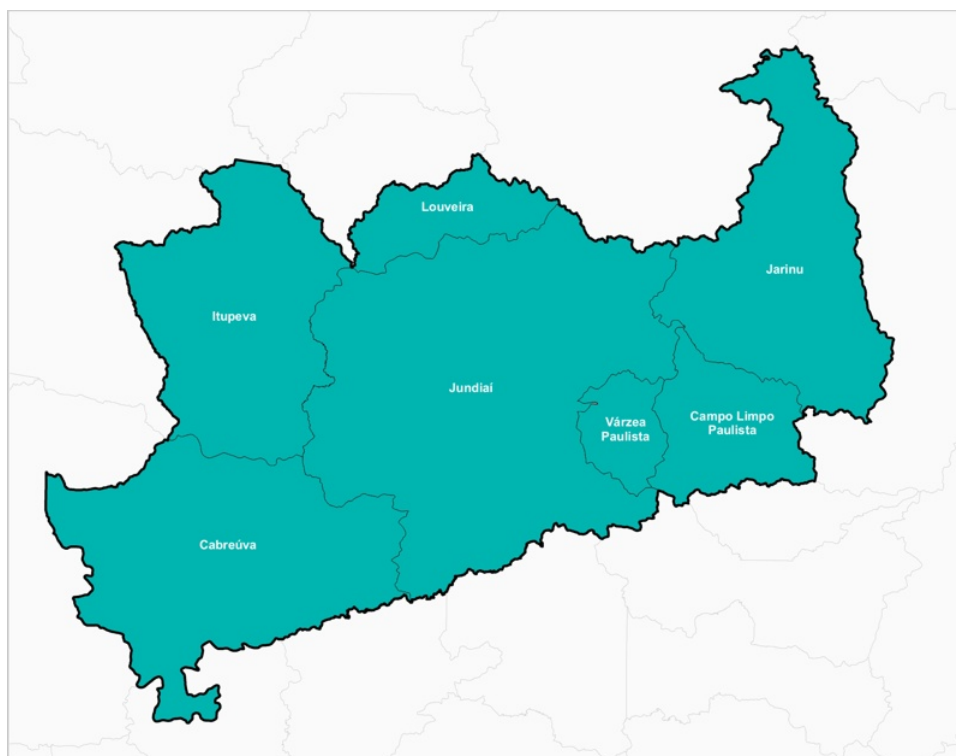 Louveira
Jarinu
Itupeva
Jundiaí
Várzea
Paulista
Campo Limpo
Paulista
Cabreúva